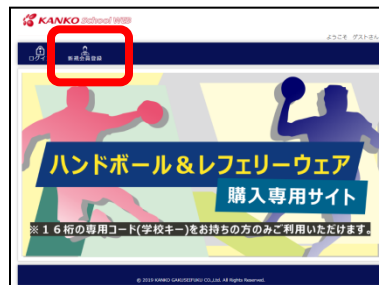 KANKO School WEB
ようこそ ゲストさん
ログイン
新規会員登録
ハンドボール＆レフェリーウェア
購入専用サイト
※１６桁の専用コード(学校キー)をお持ちの方のみご利用いただけます。
© 2019 KANKO GAKUSEIFUKU CO.,Ltd. All Rights Reserved.